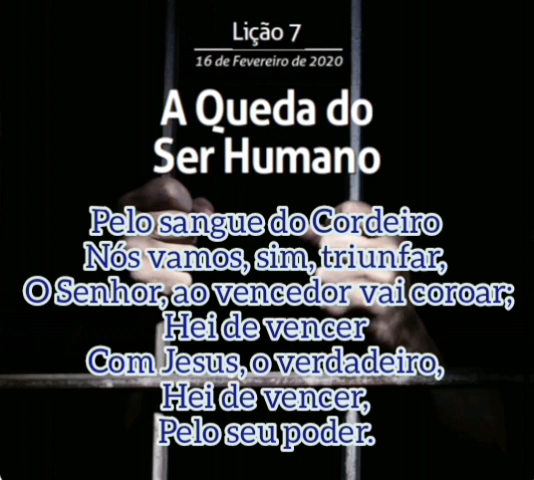 Lição 7
16 de Fevereiro de 2020
A Queda do
Ser Humano
Pelo sangue do Cordeiro
Nós vamos, sim, triunfar,
O Senhor, ao vencedor vai coroar;
Hei de vencer
Com Jesus, o verdadeiro,
Hei de vencer,
Pelo seu poder.